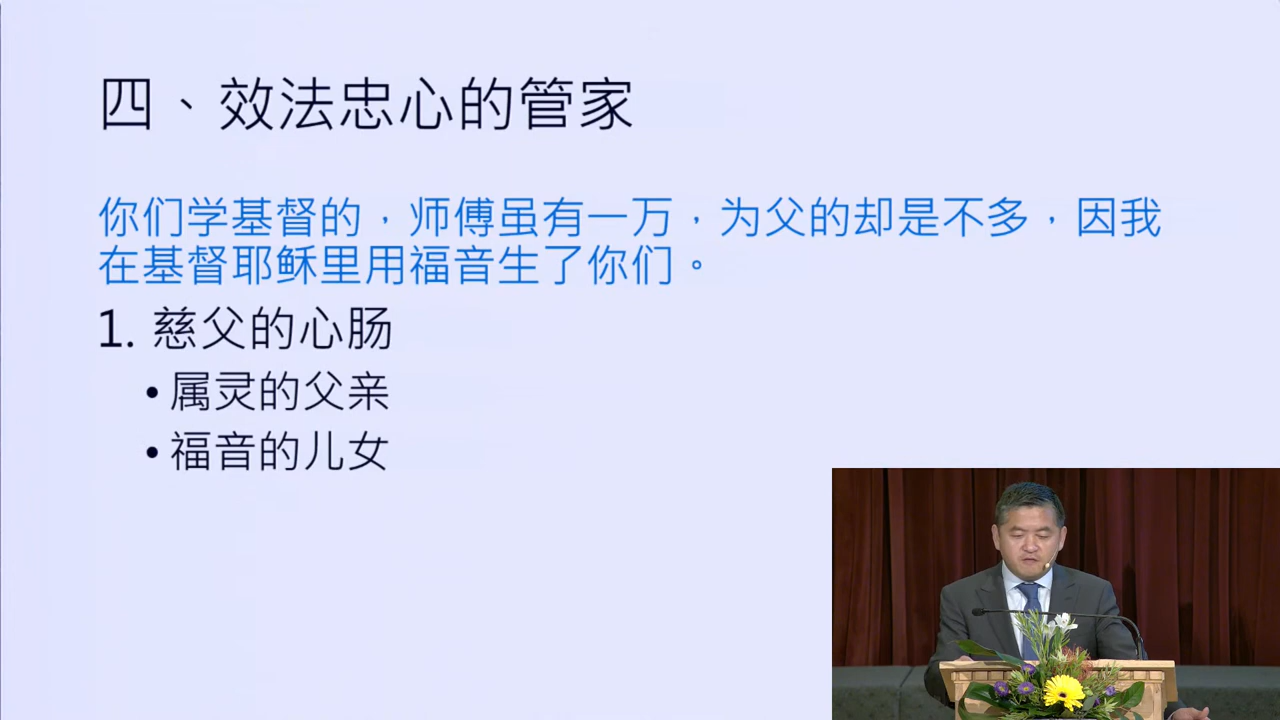 四、效法忠心的管家
你们学基督的，师傅虽有一万，为父的却是不多，因我
在基督耶稣里用福音生了你们。
1. 慈父的心肠
• 属灵的父亲
• 福音的儿女